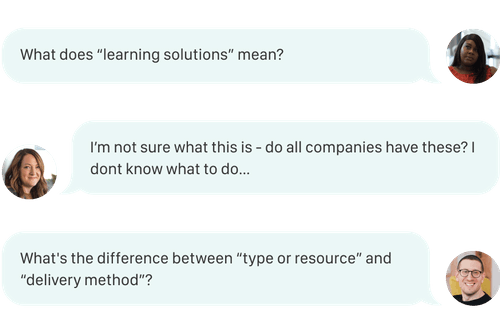 What does “learning solutions” mean?
I’m not sure what this is - do all companies have these? I
dont know what to do...
What's the difference between “type or resource” and
“delivery method”?